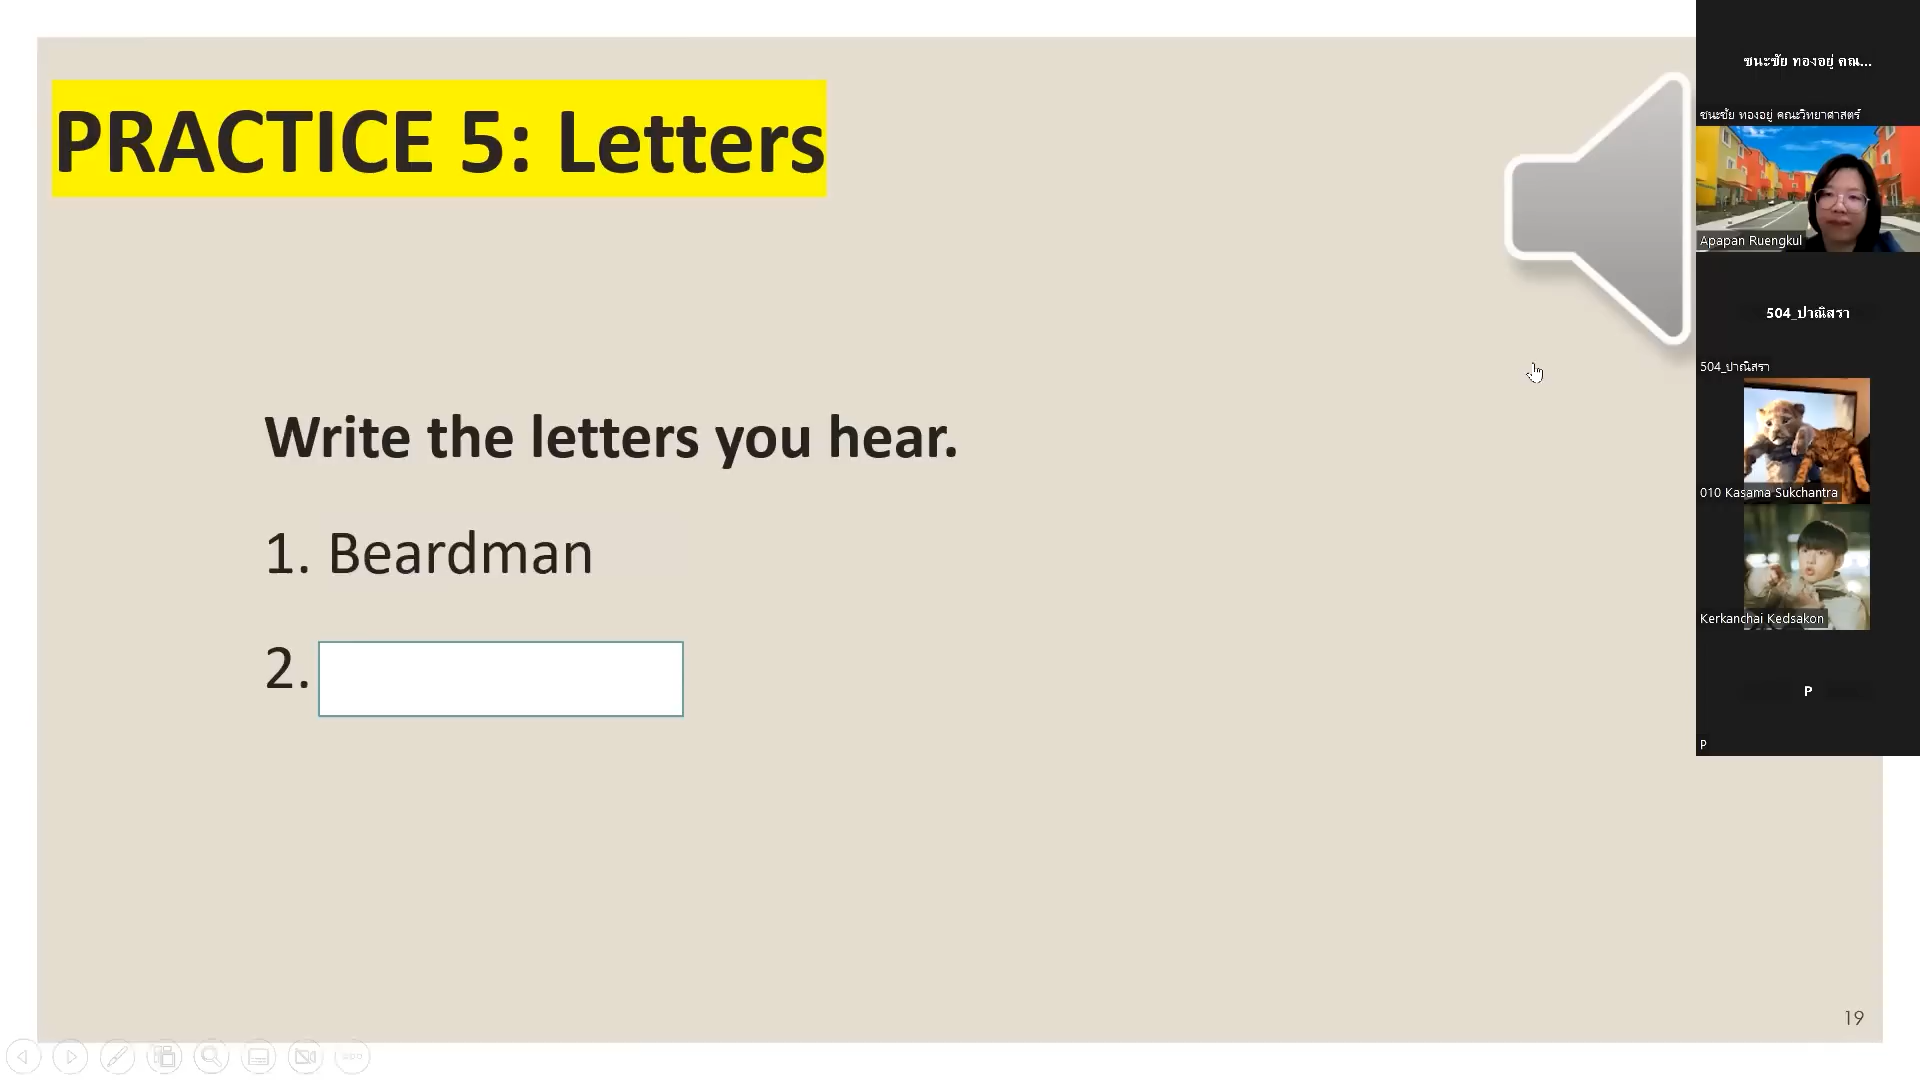 PRACTICE 5: Letters
Write the letters you hear.
1. Beardman
2.
19
ชนะชัย ทองอยู่ คณ...
ชนะชัย ทองอยู่ คณะวิทยาศาสตร์
Apapan Ruengkul
504_ปาณิสรา
504_ปาณิสรา
010 Kasama Sukchantra
Kerkanchai Kedsakon
P
P